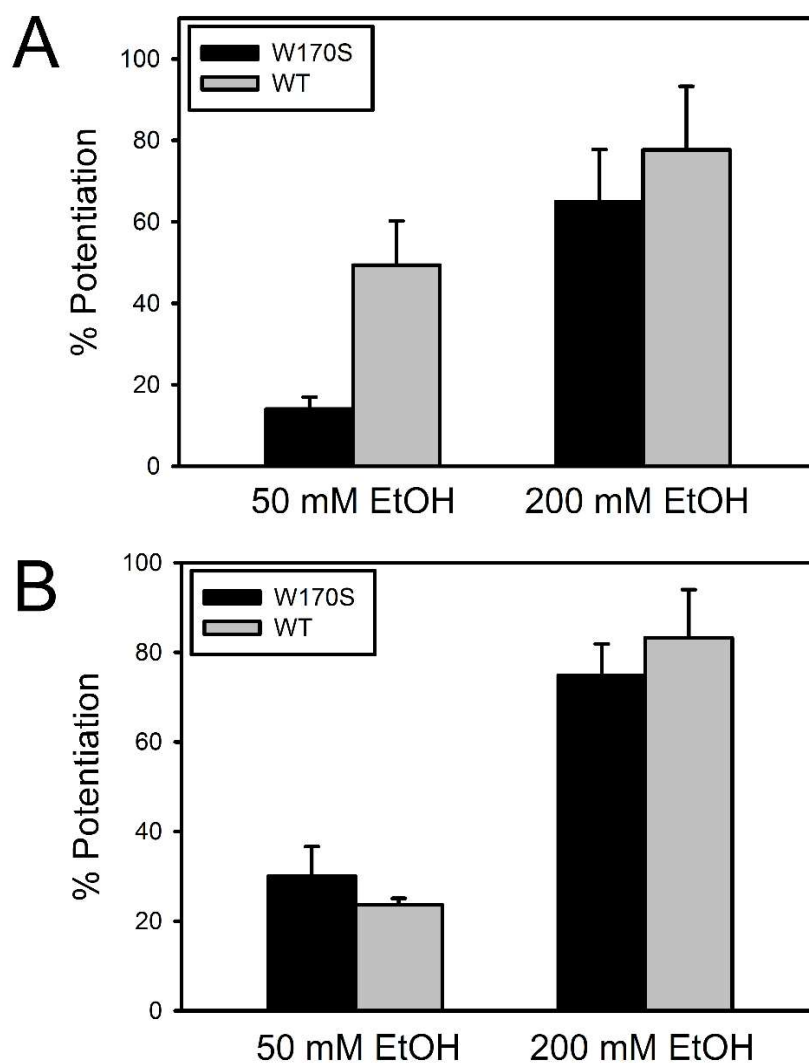 A
W170S
WT
% Potentiation
100
80
60
40
20
0
50 mM EtOH
200 mM EtOH
B
W170S
WT
% Potentiation
100
80
60
40
20
0
50 mM EtOH
200 mM EtOH